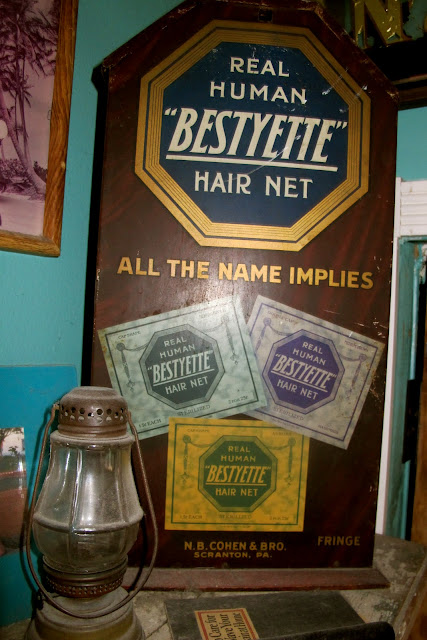 REAL
HUMAN
"BESTYETTE"
HAIR NET
ALL THE NAME IMPLIES
REAL
HUMAN
"BESTYETTE"
HAIR NET
REAL
HUMAN
"BESTYETTE"
HAIR NET
REAL
HUMAN
"BESTYETTE"
HAIR NET
N.B. COHEN & BRO.
SCRANTON, PA.
FRINGE